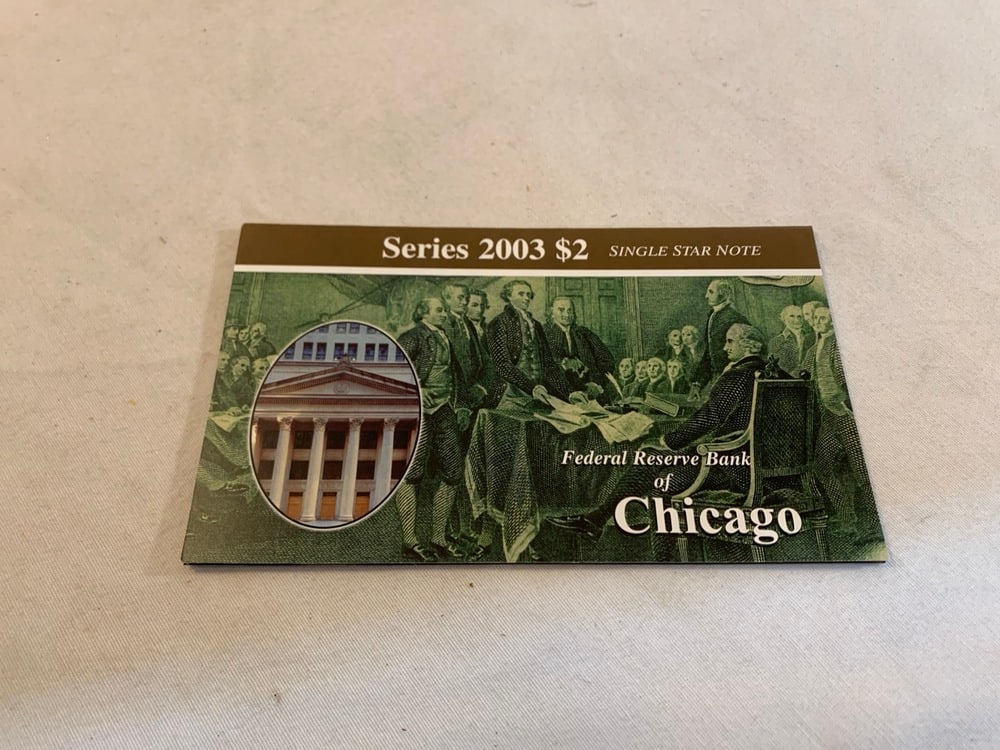 Series 2003 $2 SINGLE STAR NOTE
Federal Reserve Bank
of
Chicago